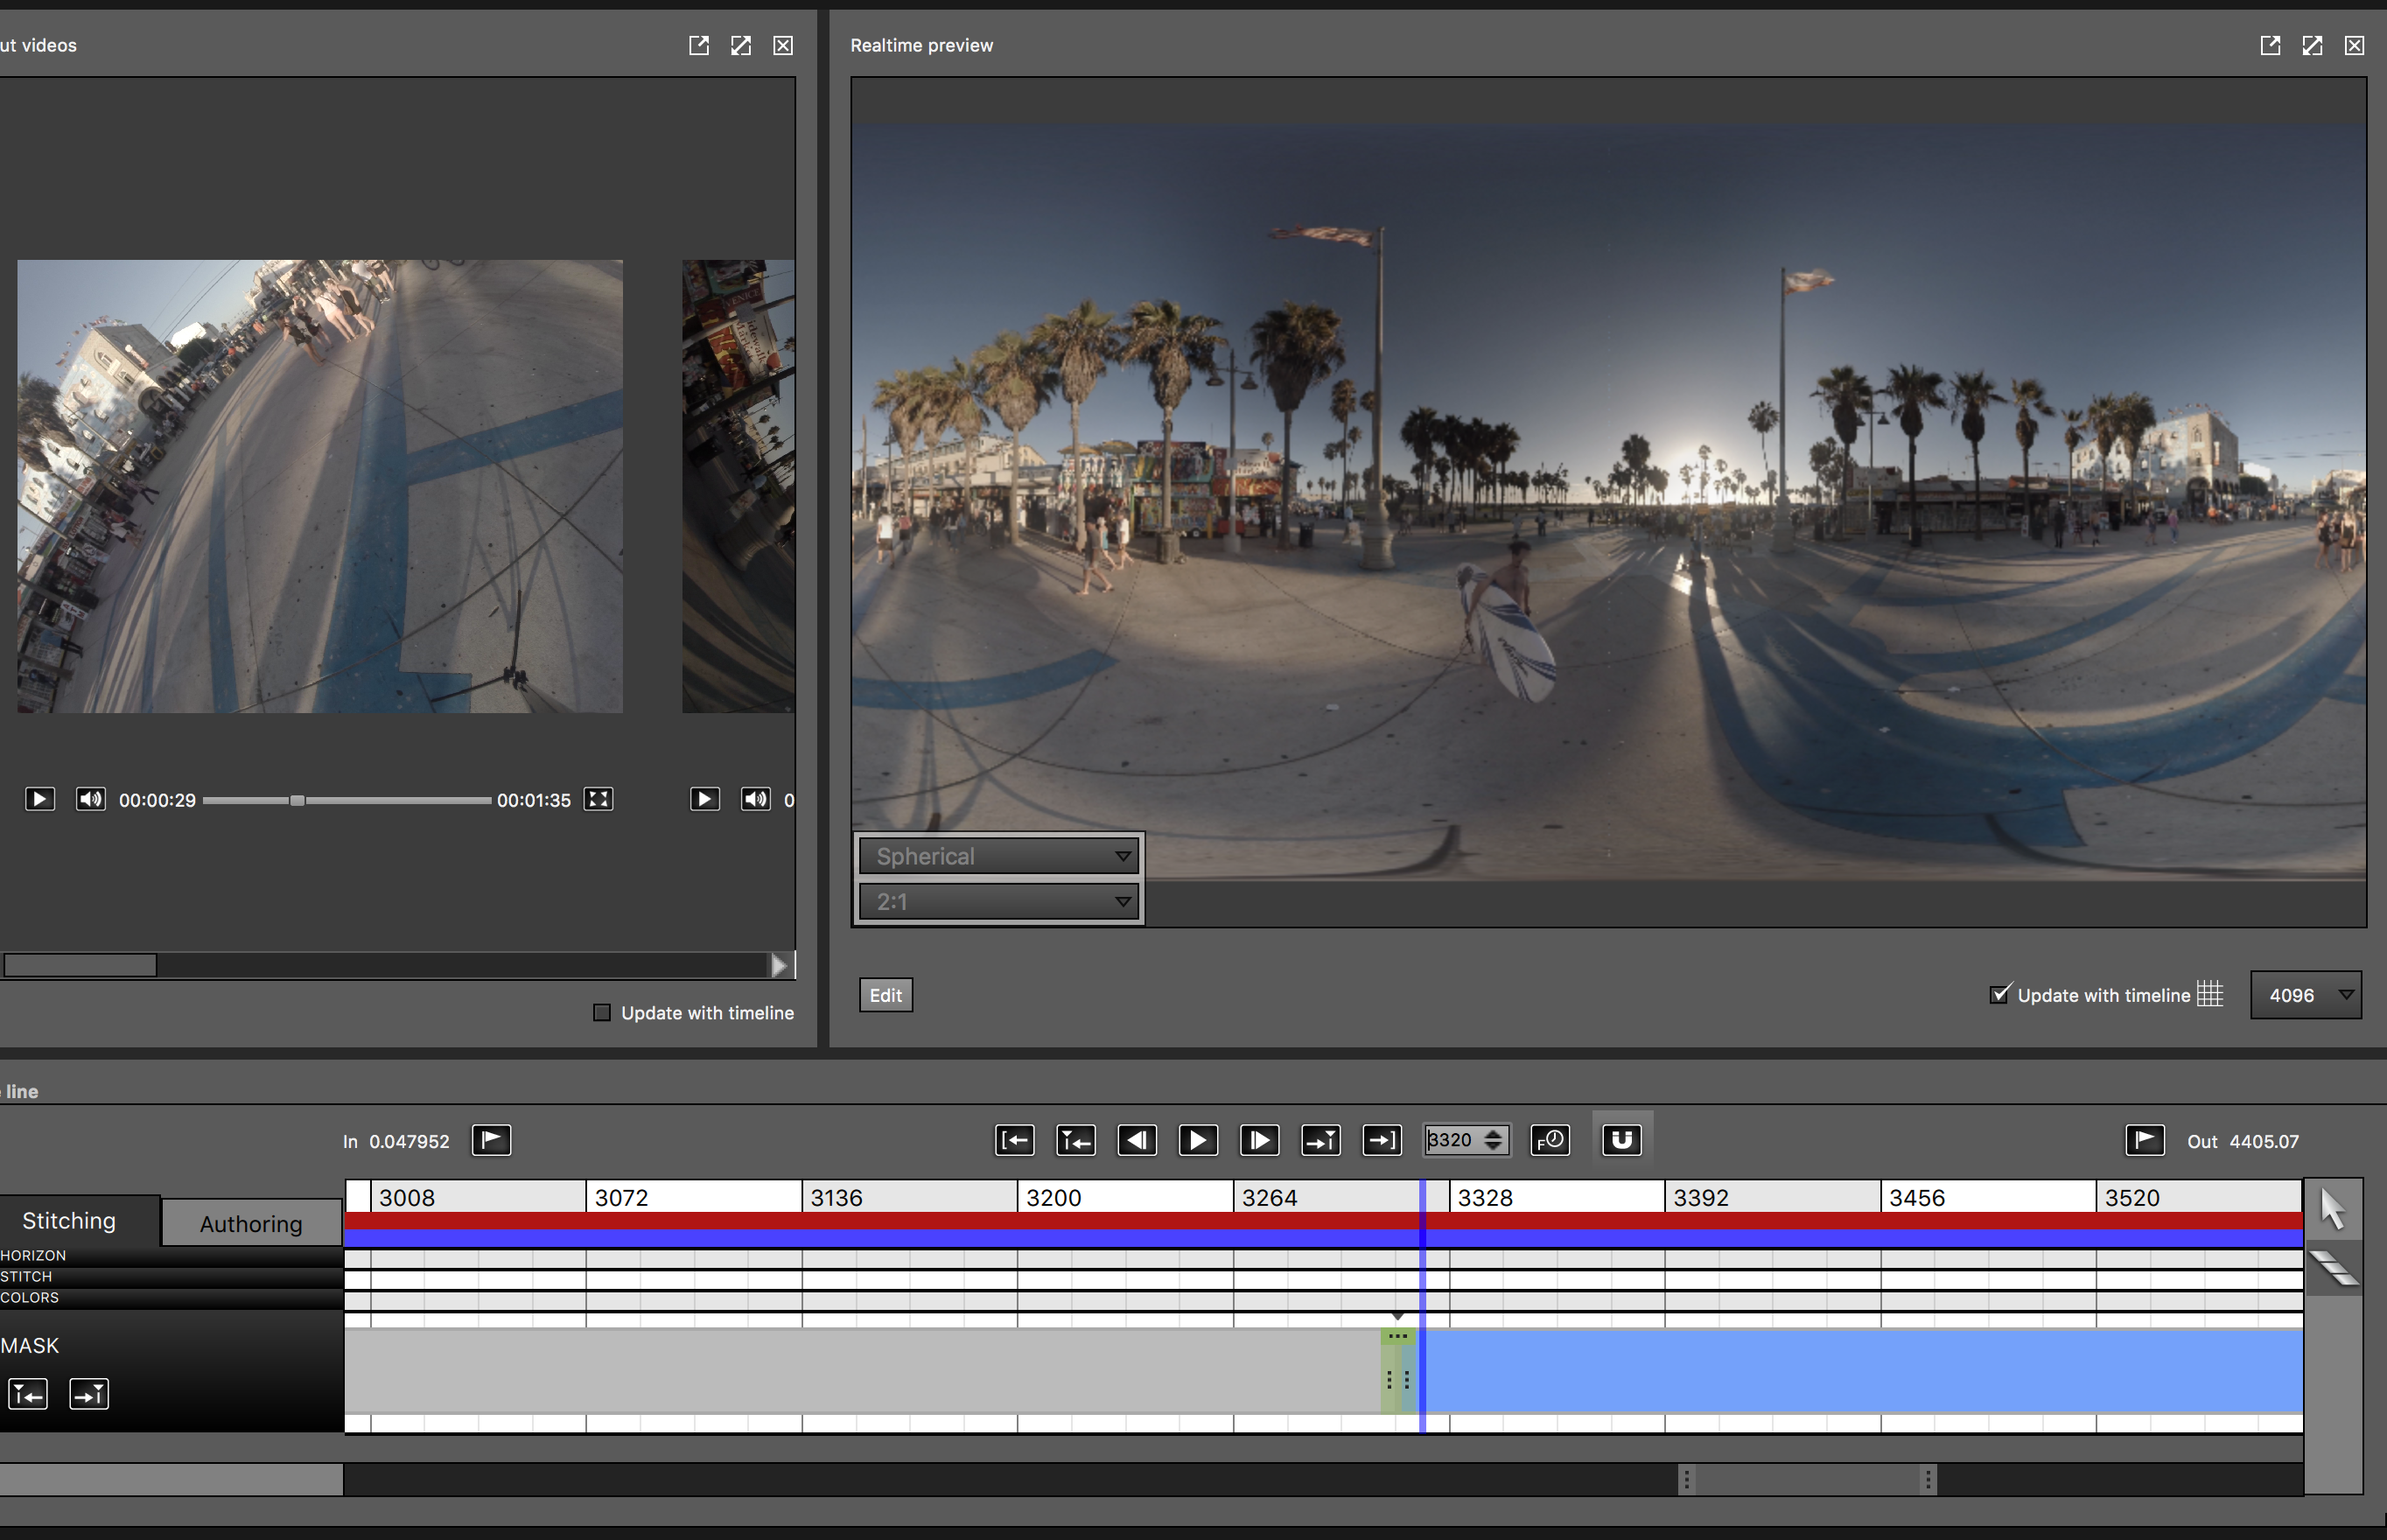 ut videos
Realtime preview
VENICE
00:00:29
00:01:35
0
Spherical
2:1
Update with timeline
Edit
Update with timeline
4096
line
In 0.047952
3320
F
Out 4405.07
3008 3072 3136 3200 3264 3328 3392 3456 3520
Stitching
Authoring
HORIZON
STITCH
COLORS
MASK